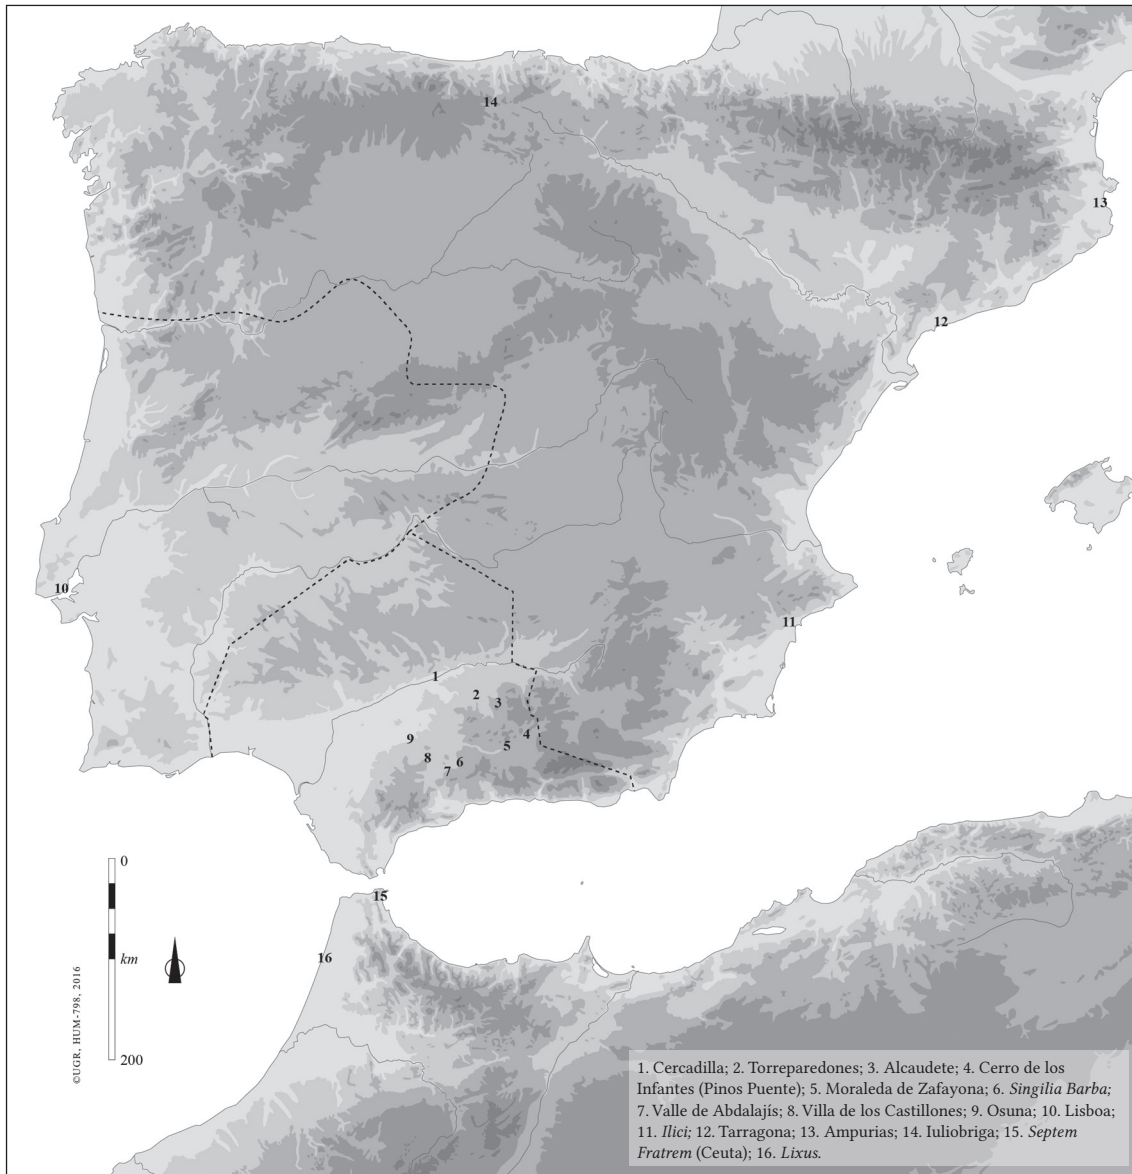 14
13
12
10
11
1
2
3
4
9
5
8
6
7
0
15
km
16
©UGR, HUM-798, 2016
200
1. Cercadilla; 2. Torreparedones; 3. Alcaudete; 4. Cerro de los
Infantes (Pinos Puente); 5. Moraleda de Zafayona; 6. Singilia Barba;
7. Valle de Abdalajís; 8. Villa de los Castillones; 9. Osuna; 10. Lisboa;
11. Ilici; 12. Tarragona; 13. Ampurias; 14. Iuliobriga; 15. Septem
Fratrem (Ceuta); 16. Lixus.